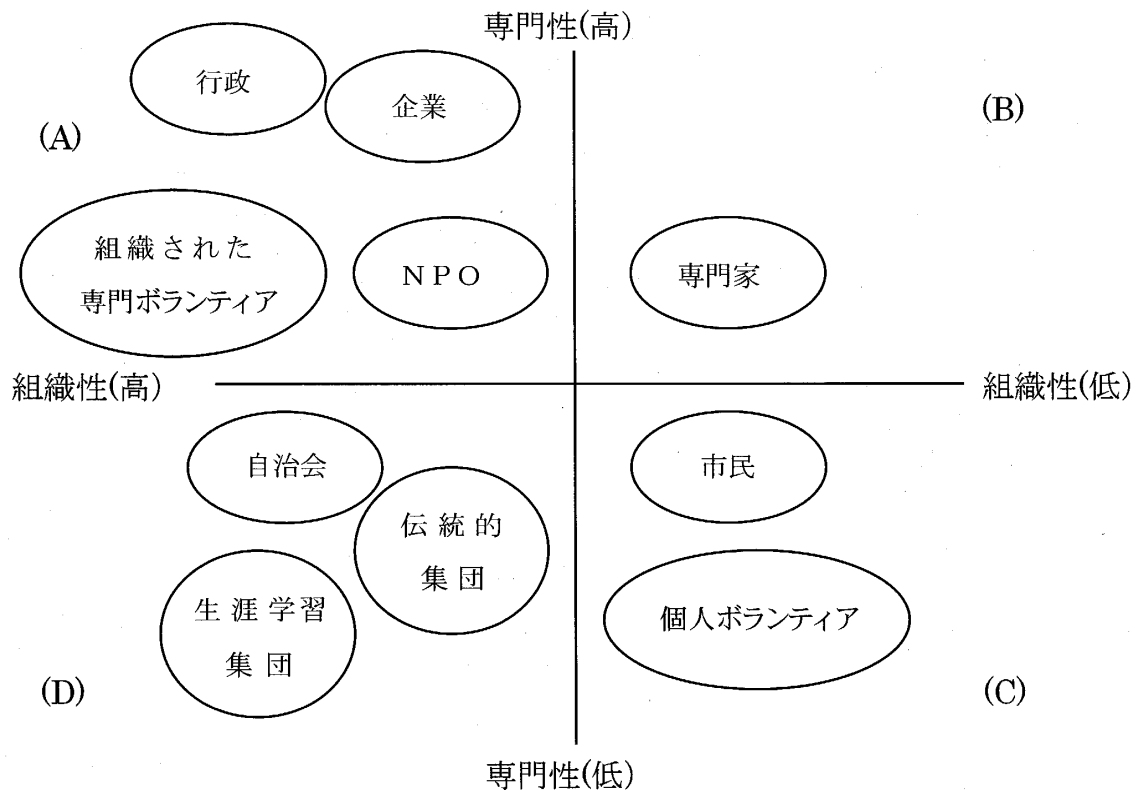 専門性(高)
行政
企業
(A)
(B)
組織された
専門ボランティア
NPO
専門家
組織性(高)
組織性(低)
自治会
市民
伝統的
集団
生涯学習
集団
個人ボランティア
(D)
(C)
専門性(低)